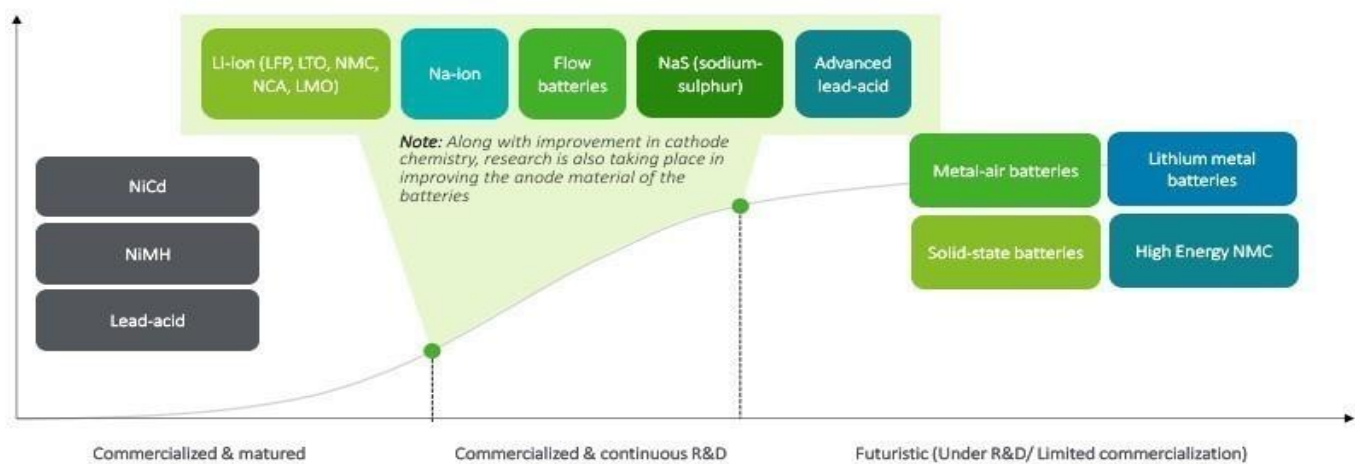 Li-ion (LFP, LTO, NMC,
NCA, LMO)
Na-ion
Flow
batteries
NaS (sodium-
sulphur)
Advanced
lead-acid
Note: Along with improvement in cathode
chemistry, research is also taking place in
improving the anode material of the
batteries
NiCd
NiMH
Lead-acid
Metal-air batteries
Lithium metal
batteries
Solid-state batteries
High Energy NMC
Commercialized & matured
Commercialized & continuous R&D
Futuristic (Under R&D/ Limited commercialization)